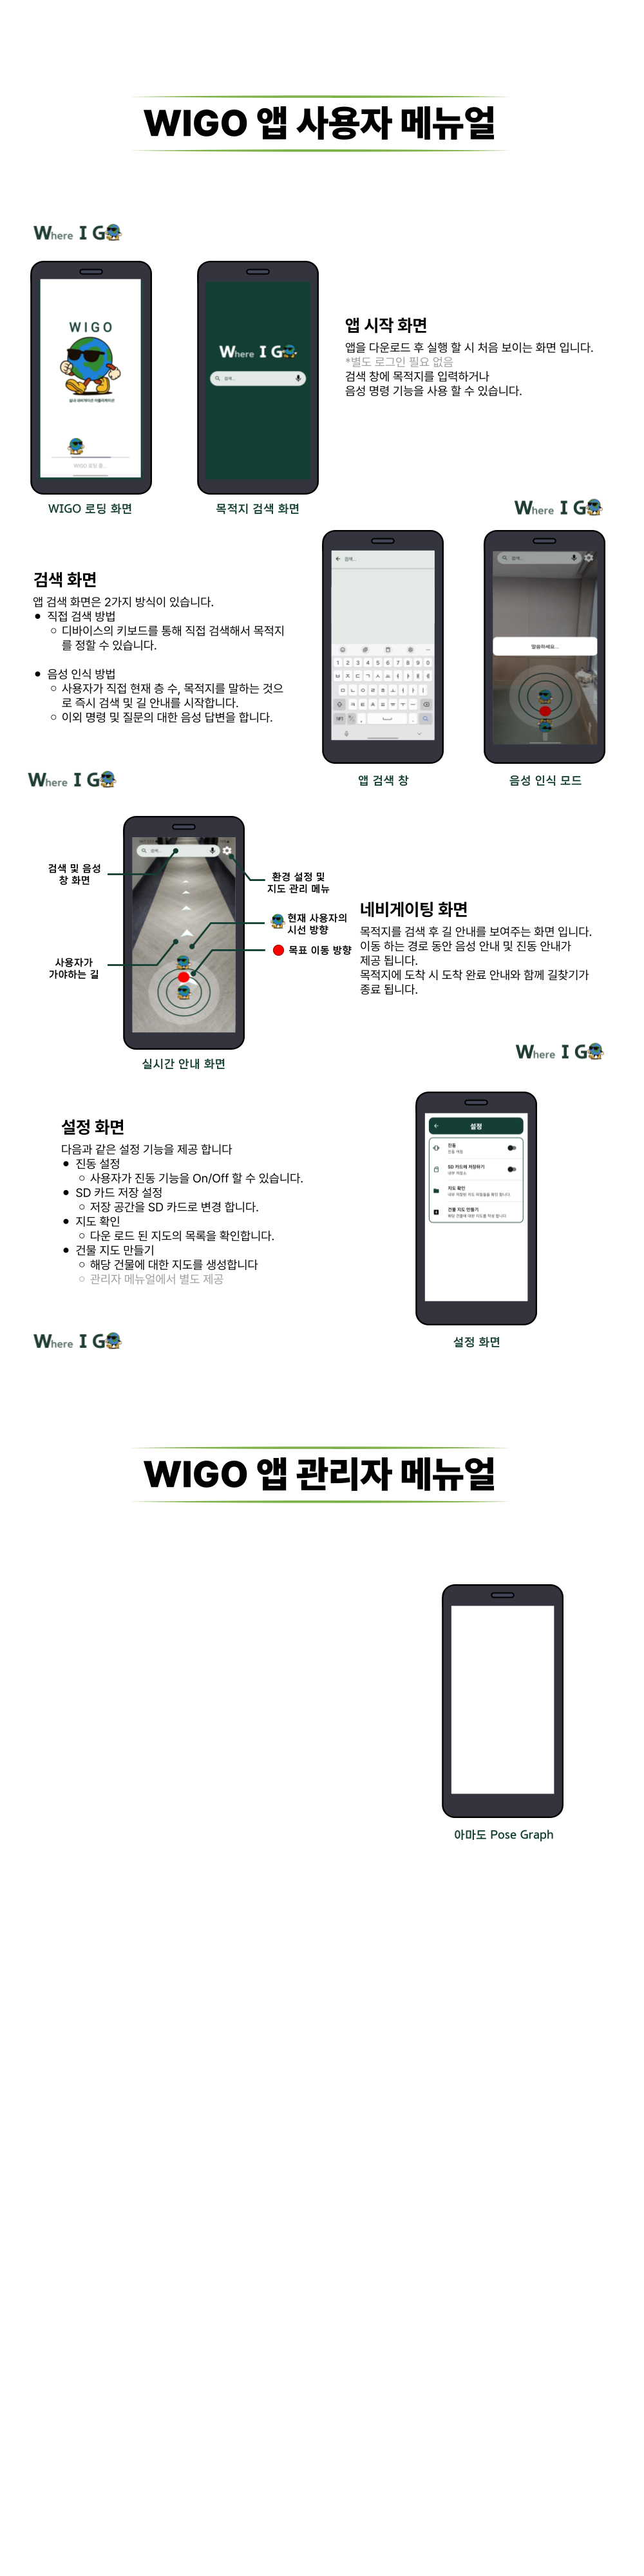 WIGO 앱 사용자 메뉴얼
Where I GO
WIGO
WIGO 로딩 화면
Where I GO
검색...
목적지 검색 화면
앱 시작 화면
앱을 다운로드 후 실행 할 시 처음 보이는 화면 입니다.
*별도 로그인 필요 없음
검색 창에 목적지를 입력하거나
음성 명령 기능을 사용 할 수 있습니다.
Where I GO
검색 화면
앱 검색 화면은 2가지 방식이 있습니다.
직접 검색 방법
디바이스의 키보드를 통해 직접 검색해서 목적지
를 정할 수 있습니다.
음성 인식 방법
사용자가 직접 현재 층 수, 목적지를 말하는 것으
로 즉시 검색 및 길 안내를 시작합니다.
이외 명령 및 질문의 대한 음성 답변을 합니다.
검색...
1 2 3 4 5 6 7 8 9 0
ㅂ ㅈ ㄷ ㄱ ㅅ ㅛ ㅕ ㅑ ㅐ ㅔ
ㅁ ㄴ ㅇ ㄹ ㅎ ㅗ ㅓ ㅏ ㅣ
ㅋ ㅌ ㅊ ㅍ ㅠ ㅜ ㅡ
앱 검색 창
검색...
말씀하세요...
음성 인식 모드
Where I GO
검색 및 음성
창 화면
사용자가
가야하는 길
검색...
환경 설정 및
지도 관리 메뉴
현재 사용자의
시선 방향
목표 이동 방향
실시간 안내 화면
네비게이팅 화면
목적지를 검색 후 길 안내를 보여주는 화면 입니다.
이동 하는 경로 동안 음성 안내 및 진동 안내가
제공 됩니다.
목적지에 도착 시 도착 완료 안내와 함께 길찾기가
종료 됩니다.
Where I GO
설정 화면
다음과 같은 설정 기능을 제공 합니다
진동 설정
사용자가 진동 기능을 On/Off 할 수 있습니다.
SD 카드 저장 설정
저장 공간을 SD 카드로 변경 합니다.
지도 확인
다운 로드 된 지도의 목록을 확인합니다.
건물 지도 만들기
해당 건물에 대한 지도를 생성합니다
관리자 메뉴얼에서 별도 제공
설정
진동
SD 카드에 저장하기
지도 확인
건물 지도 만들기
설정 화면
Where I GO
WIGO 앱 관리자 메뉴얼
아마도 Pose Graph